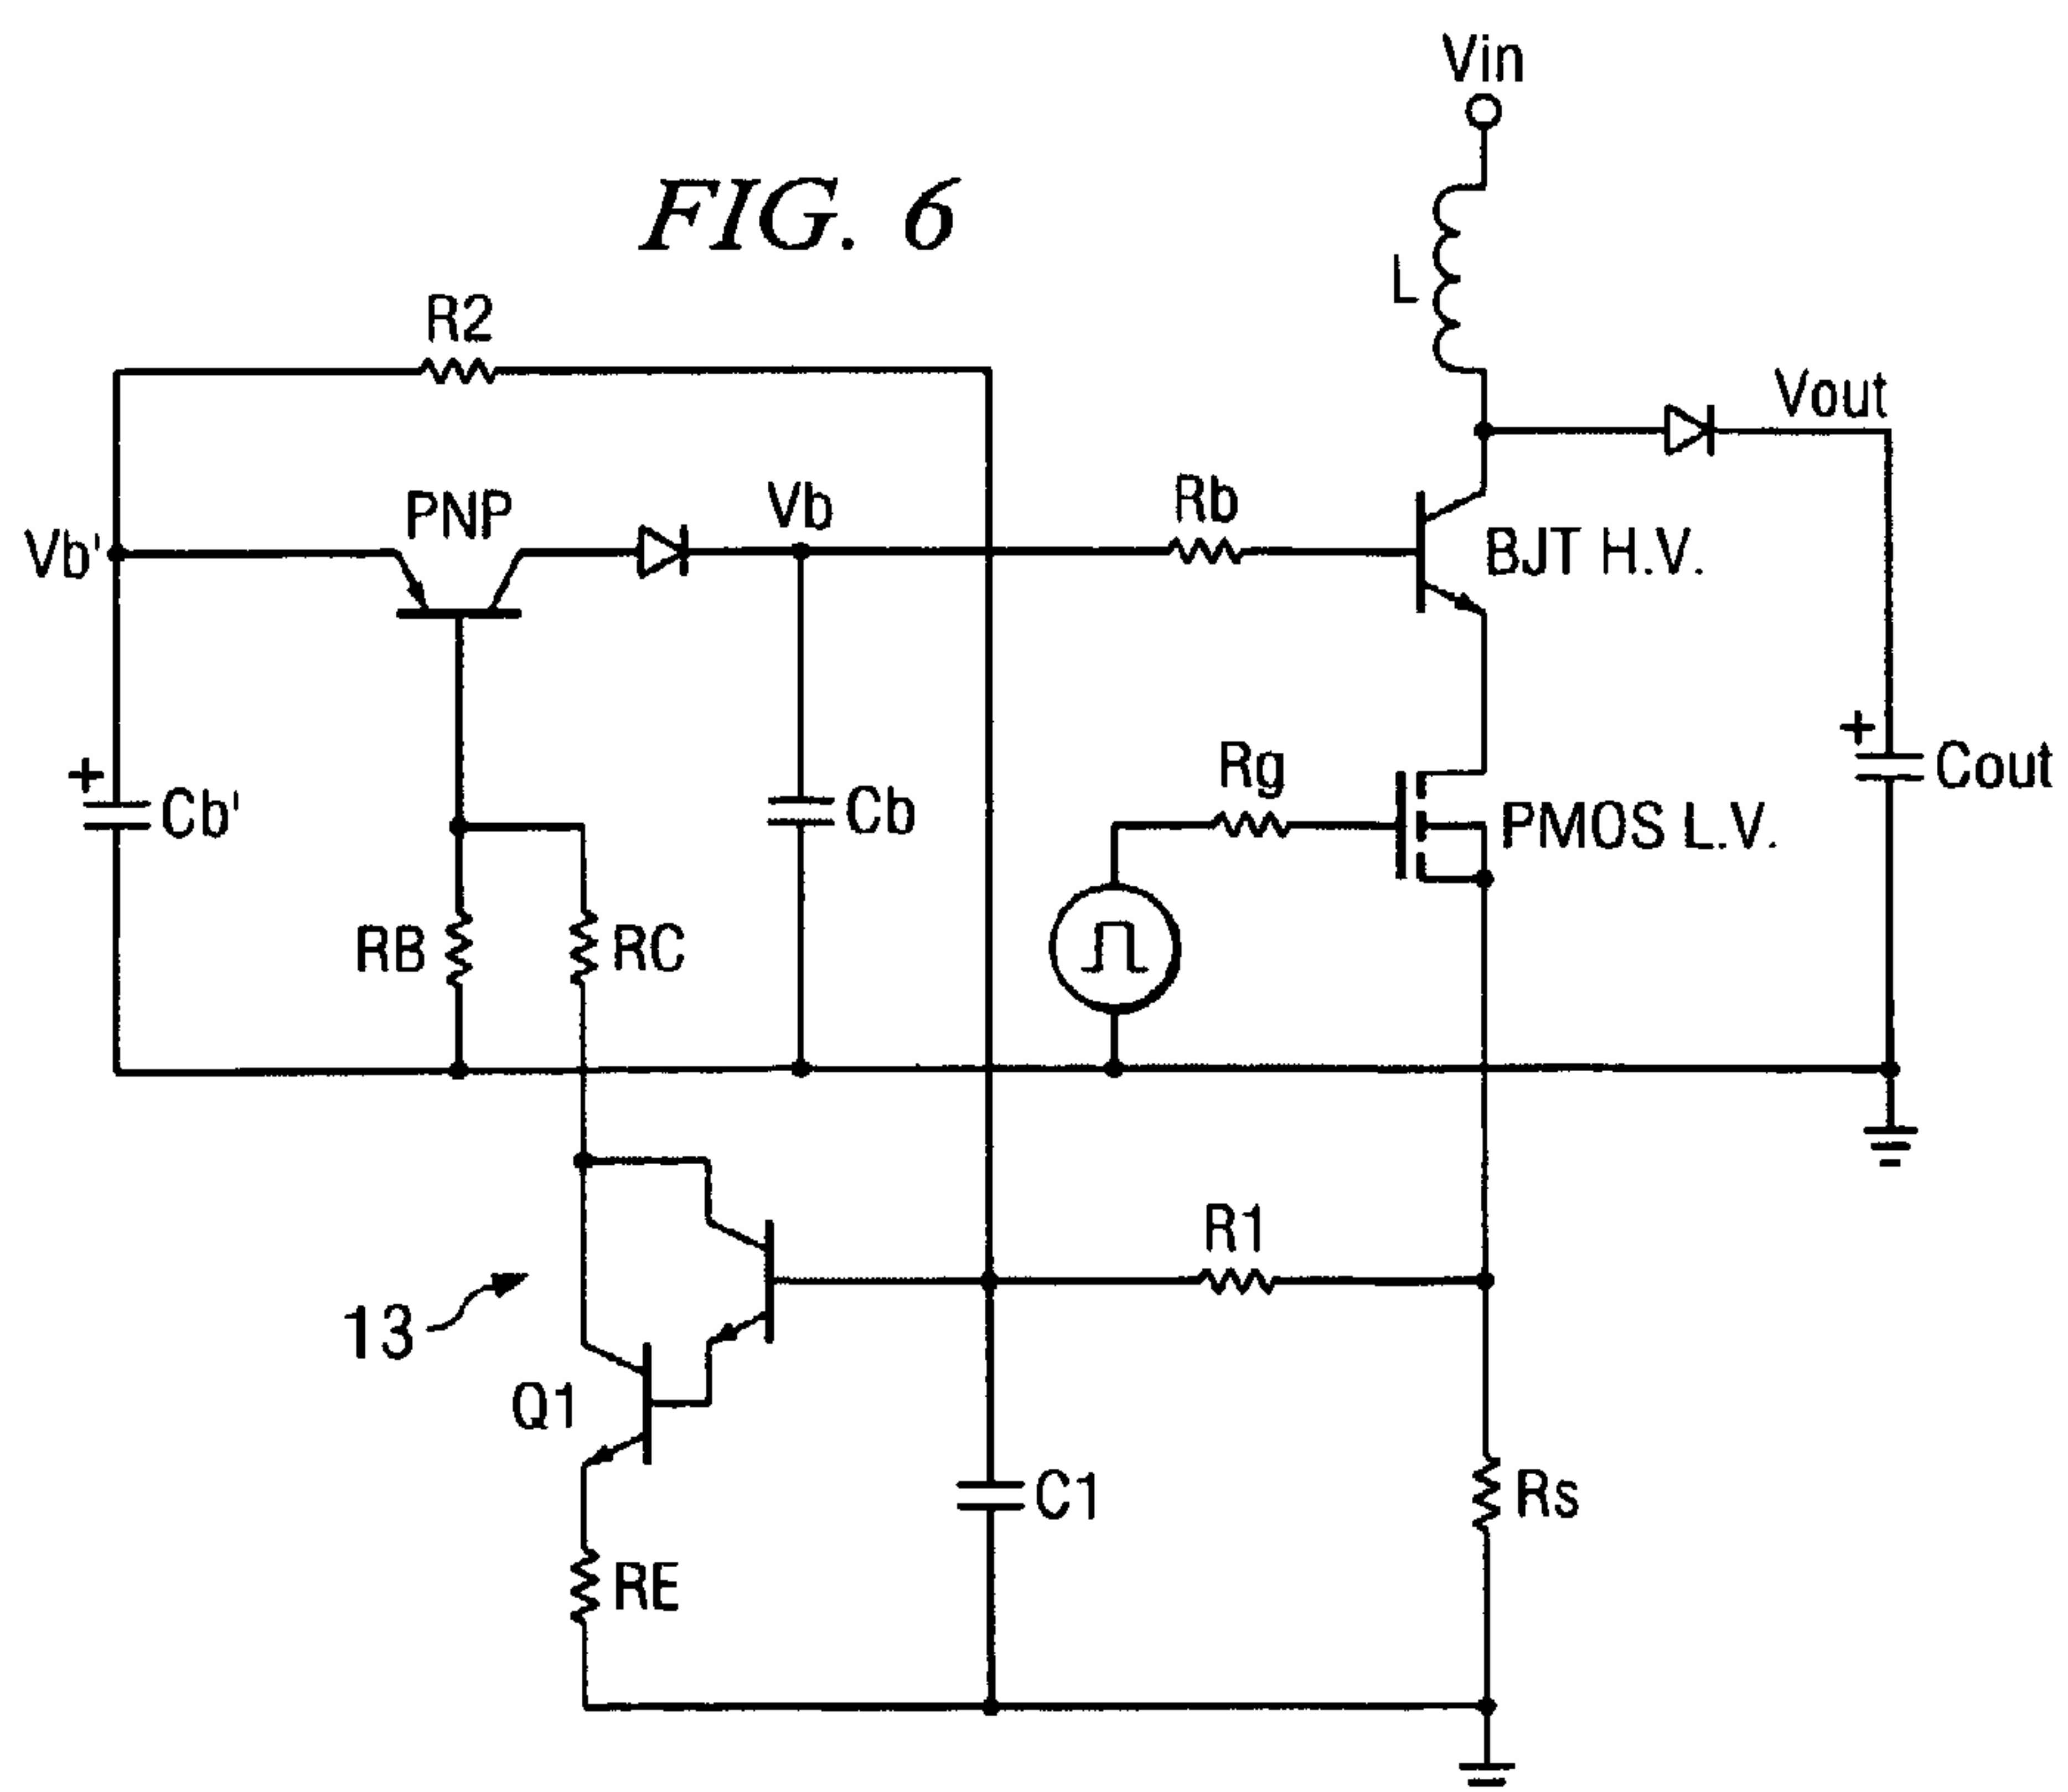 Vin
FIG. 6
L
R2
Vout
PNP
Vb
Rb
Vb'
BJT H.V.
+
Rg
+
Cb'
Cb
PMOS L.V.
Cout
RB
RC
R1
13
Q1
C1
Rs
RE